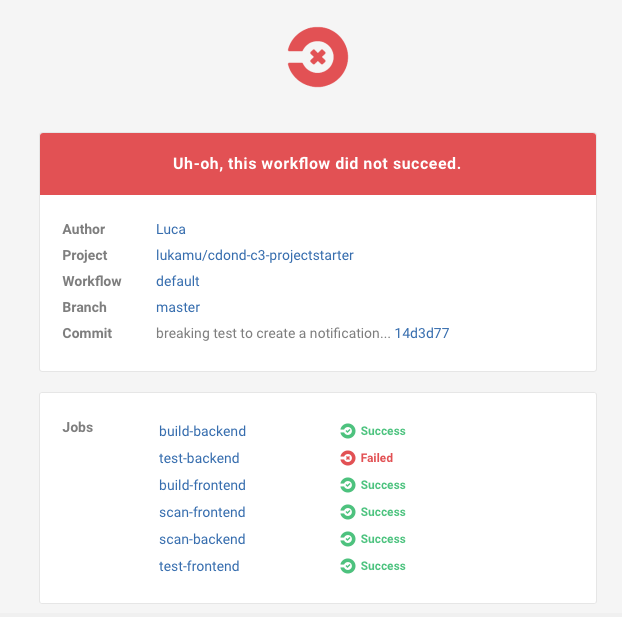 Uh-oh, this workflow did not succeed.
Author Luca
Project lukamu/cdond-c3-projectstarter
Workflow default
Branch master
Commit breaking test to create a notification... 14d3d77
Jobs build-backend Success
test-backend Failed
build-frontend Success
scan-frontend Success
scan-backend Success
test-frontend Success